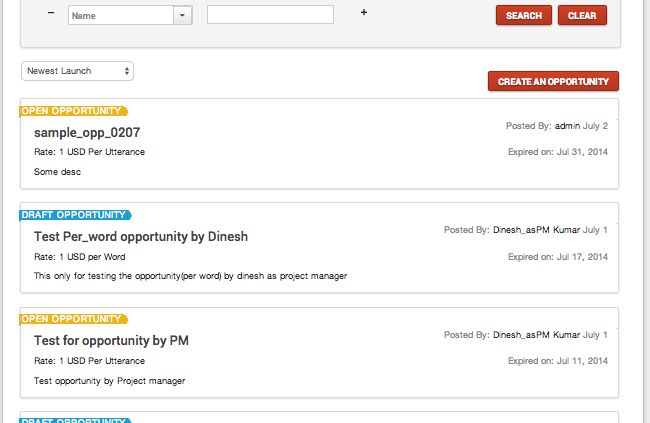 − Name + SEARCH CLEAR
Newest Launch
CREATE AN OPPORTUNITY
OPEN OPPORTUNITY
sample_opp_0207
Posted By: admin July 2
Rate: 1 USD Per Utterance
Expired on: Jul 31, 2014
Some desc
DRAFT OPPORTUNITY
Test Per_word opportunity by Dinesh
Posted By: Dinesh_asPM Kumar July 1
Rate: 1 USD per Word
Expired on: Jul 17, 2014
This only for testing the opportunity(per word) by dinesh as project manager
OPEN OPPORTUNITY
Test for opportunity by PM
Posted By: Dinesh_asPM Kumar July 1
Rate: 1 USD Per Utterance
Expired on: Jul 11, 2014
Test opportunity by Project manager
DRAFT OPPORTUNITY